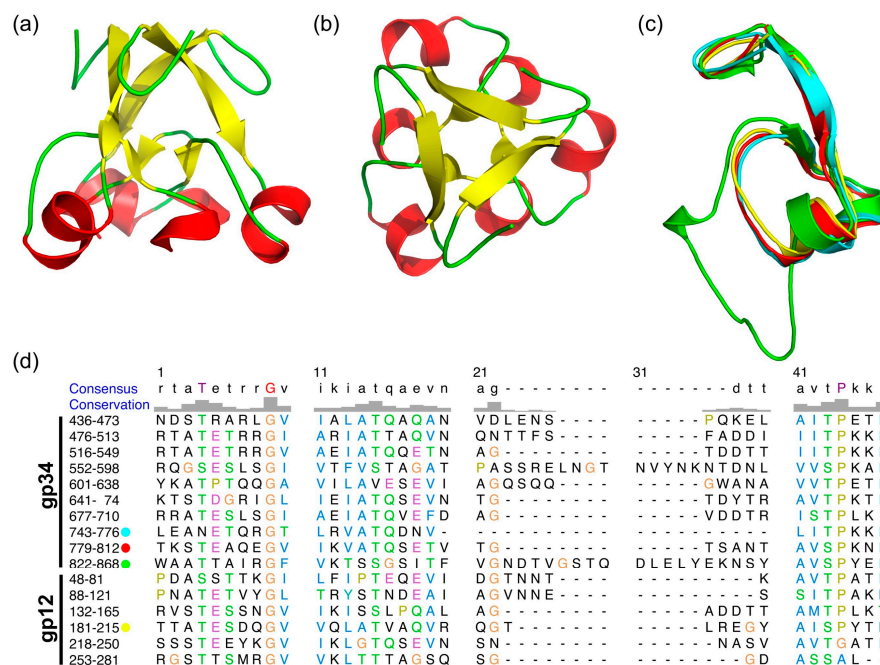 (a)
(b)
(c)
(d)
1 11 21 31 41
Consensus r t a T e t r r G v i k i a t q a e v n a g - - - - - - - - - - - - - - - d t t a v t P k k
Conservation
gp34
436-473 N D S T R A R L G V I A L A T Q A Q A N V D L E N S - - - - - - - - - P Q K E L A I T P E T
476-513 R T A T E T R R G I A R I A T T A Q V N Q N T T F S - - - - - - - - - F A D D I I T P K K
516-549 R T A T E T R R G V A E I A T Q Q E T N A G - - - - - - - - - - - - - T D D T T A V T P K T
552-598 R Q G S E S L S G I V T F V S T A G A T P A S S R E L N G T N V Y N K N T D N L V V S P K A
601-638 Y K A T P T Q Q G A V I L A V E S E V I A G Q S Q Q - - - - - - - - - G W A N A V V T P E T
641- 74 K T S T D G R I G L I E I A T Q S E V N T G - - - - - - - - - - - - - T D Y T R A V T P K T
677-710 R R A T E S L S G I A E I A T Q V E F D A G - - - - - - - - - - - - - V D D T R I S T P L K
743-776 L E A N E T Q R G T L R V A T Q D N V - - - - - - - - - - - - - - - - - - - - - - - L P K K
779-812 T K S T E A Q E G V I K V A T Q S E T V T G - - - - - - - - - - - - - T S A N T A V S P K N
822-868 W A A T T A I R G F V K T S S G S I T F V G N D T V G S T Q D L E L Y E K N S Y A V S P Y E
gp12
48-81 P D A S S T T K G I L F I P T E Q E V I D G T N N T - - - - - - - - - - - - - K A V S P A T
88-121 P N A T E T V Y G L T R Y S T N D E A I A G V N N E - - - - - - - - - - - - - - S I T P A K
132-165 R V S T E S S N G V I K I S S L P Q A L - - - - - - - - - - - - - - - A D D T T A M T P L K
181-215 T T A T E T Y K G V V Q L A T V A Q V R Q G T - - - - - - - - - - - - L R E G Y A I S P Y T
218-250 S S S T E E Y K G V I K L G T Q S E V N S N - - - - - - - - - - - - - - N A S V A V T G A T
253-281 R G S T T S M R G V V K L T T T A G S Q S G - - - - - - - - - - - - - - - - G D A S S A L -